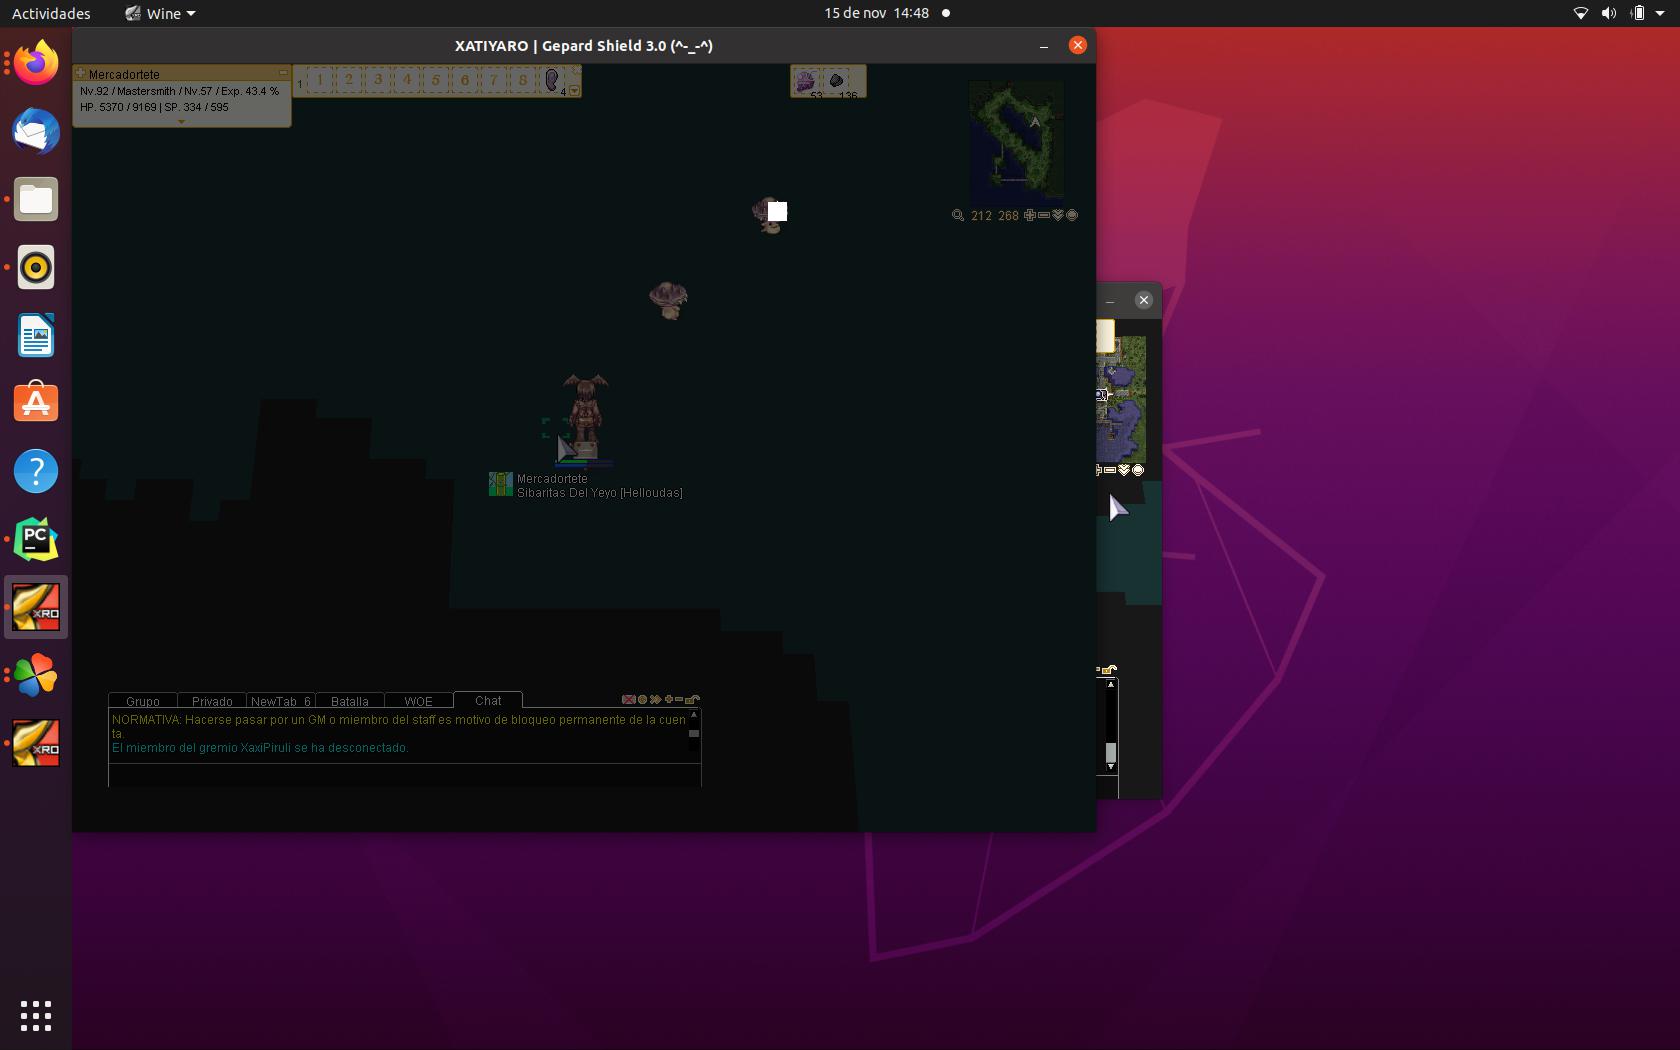 Actividades
Wine
15 de nov 14:48
XATIYARO | Gepard Shield 3.0 (^-_-^)
Mercadortete
Nv.92 / Mastersmith / Nv.57 / Exp. 43.4 %
HP. 5370 / 9169 | SP. 334 / 595
1 1 2 3 4 5 6 7 8 4
53 136
212 268
Mercadortete
Sibaritas Del Yeyo [Helloudas]
PC
XRO
XRO
Grupo Privado NewTab 6 Batalla WOE Chat
NORMATIVA: Hacerse pasar por un GM o miembro del staff es motivo de bloqueo permanente de la cuen
ta.
El miembro del gremio XaxiPiruli se ha desconectado.